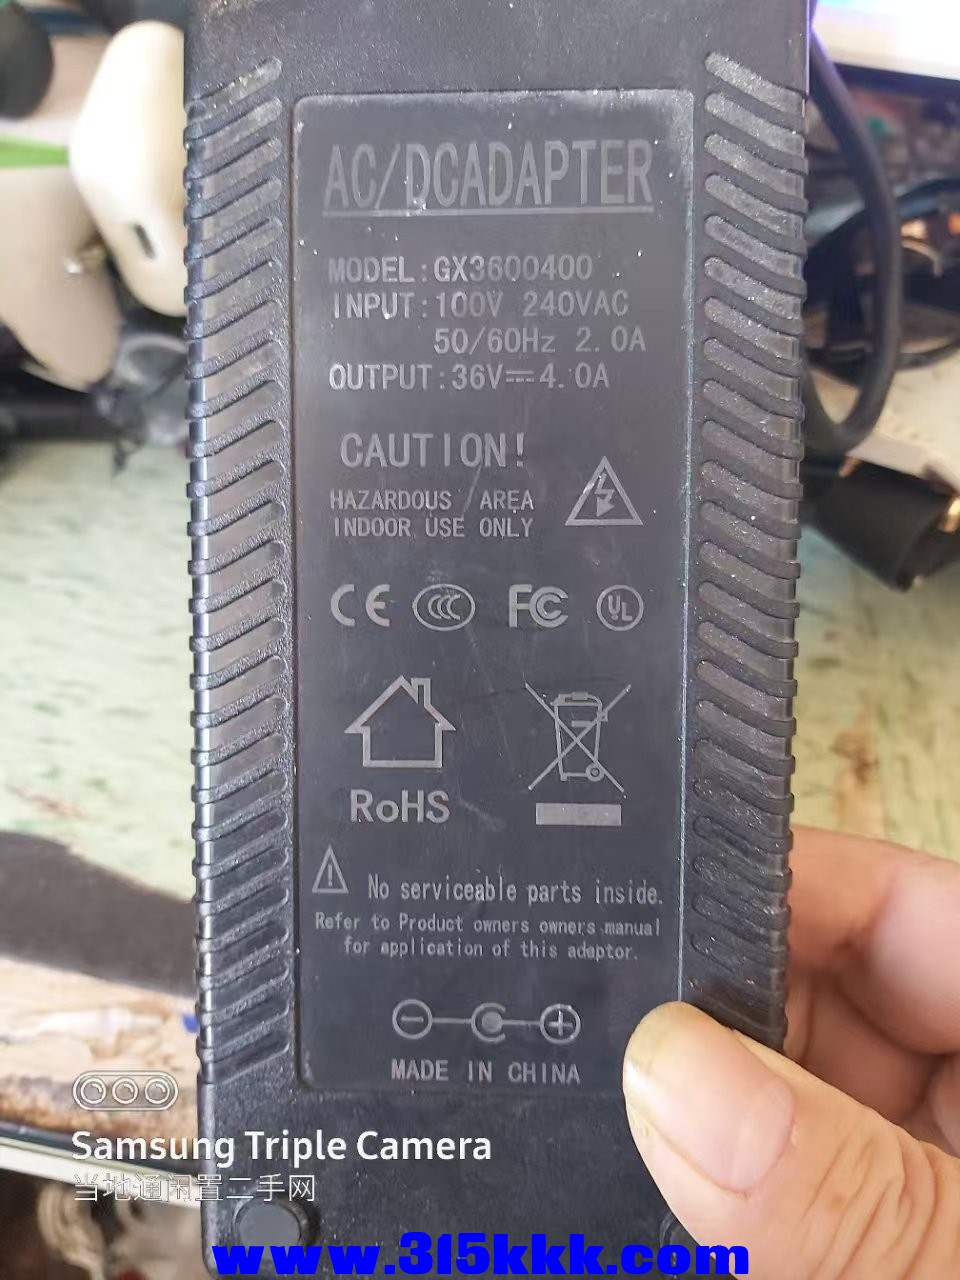 AC/DCADAPTER
MODEL:GX3600400
INPUT:100V 240VAC
50/60Hz 2.0A
OUTPUT:36V⎓4.0A
CAUTION!
HAZARDOUS AREA
INDOOR USE ONLY
CE CCC FC UL
RoHS
No serviceable parts inside.
Refer to Product owners owners manual
for application of this adaptor.
MADE IN CHINA
Samsung Triple Camera
当地通闲置二手网
www.315kkk.com